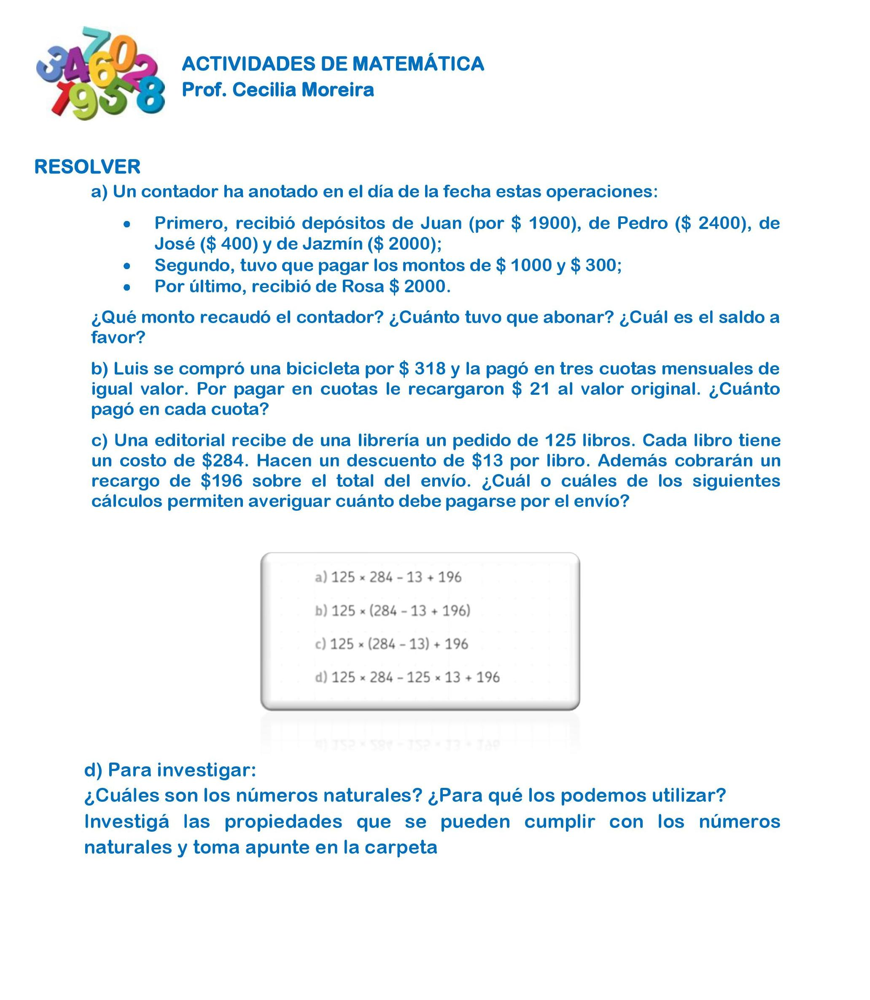 ACTIVIDADES DE MATEMÁTICA
Prof. Cecilia Moreira
RESOLVER
a) Un contador ha anotado en el día de la fecha estas operaciones:
• Primero, recibió depósitos de Juan (por $ 1900), de Pedro ($ 2400), de
José ($ 400) y de Jazmín ($ 2000);
• Segundo, tuvo que pagar los montos de $ 1000 y $ 300;
• Por último, recibió de Rosa $ 2000.
¿Qué monto recaudó el contador? ¿Cuánto tuvo que abonar? ¿Cuál es el saldo a
favor?
b) Luis se compró una bicicleta por $ 318 y la pagó en tres cuotas mensuales de
igual valor. Por pagar en cuotas le recargaron $ 21 al valor original. ¿Cuánto
pagó en cada cuota?
c) Una editorial recibe de una librería un pedido de 125 libros. Cada libro tiene
un costo de $284. Hacen un descuento de $13 por libro. Además cobrarán un
recargo de $196 sobre el total del envío. ¿Cuál o cuáles de los siguientes
cálculos permiten averiguar cuánto debe pagarse por el envío?
a) 125 × 284 – 13 + 196
b) 125 × (284 – 13 + 196)
c) 125 × (284 – 13) + 196
d) 125 × 284 – 125 × 13 + 196
d) Para investigar:
¿Cuáles son los números naturales? ¿Para qué los podemos utilizar?
Investigá las propiedades que se pueden cumplir con los números
naturales y toma apunte en la carpeta